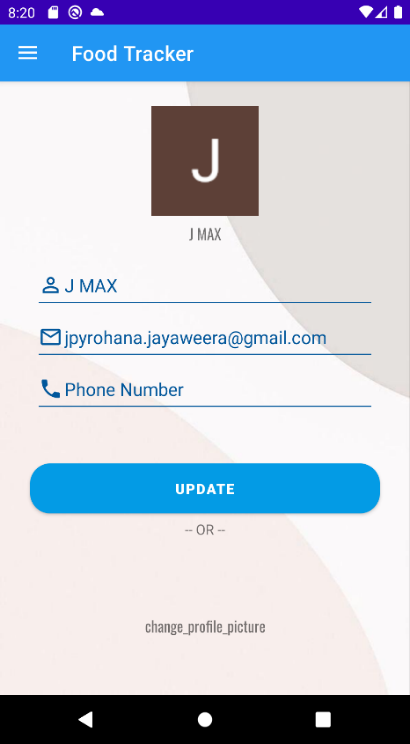 8:20
Food Tracker
J
J MAX
J MAX
jpyrohana.jayaweera@gmail.com
Phone Number
UPDATE
-- OR --
change_profile_picture